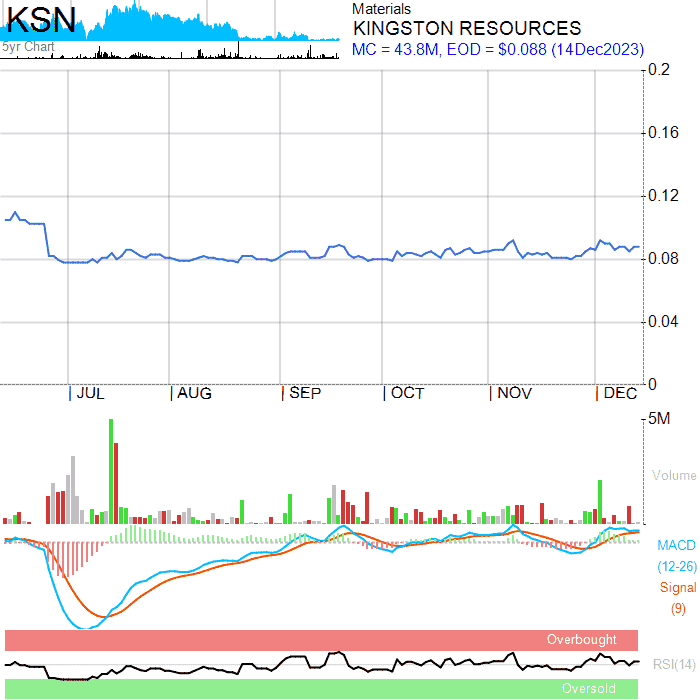 KSN
5yr Chart
Materials
KINGSTON RESOURCES
MC = 43.8M, EOD = $0.088 (14Dec2023)
0.2
0.16
0.12
0.08
0.04
0
JUL AUG SEP OCT NOV DEC
5M
Volume
MACD
(12-26)
Signal
(9)
Overbought
RSI(14)
Oversold